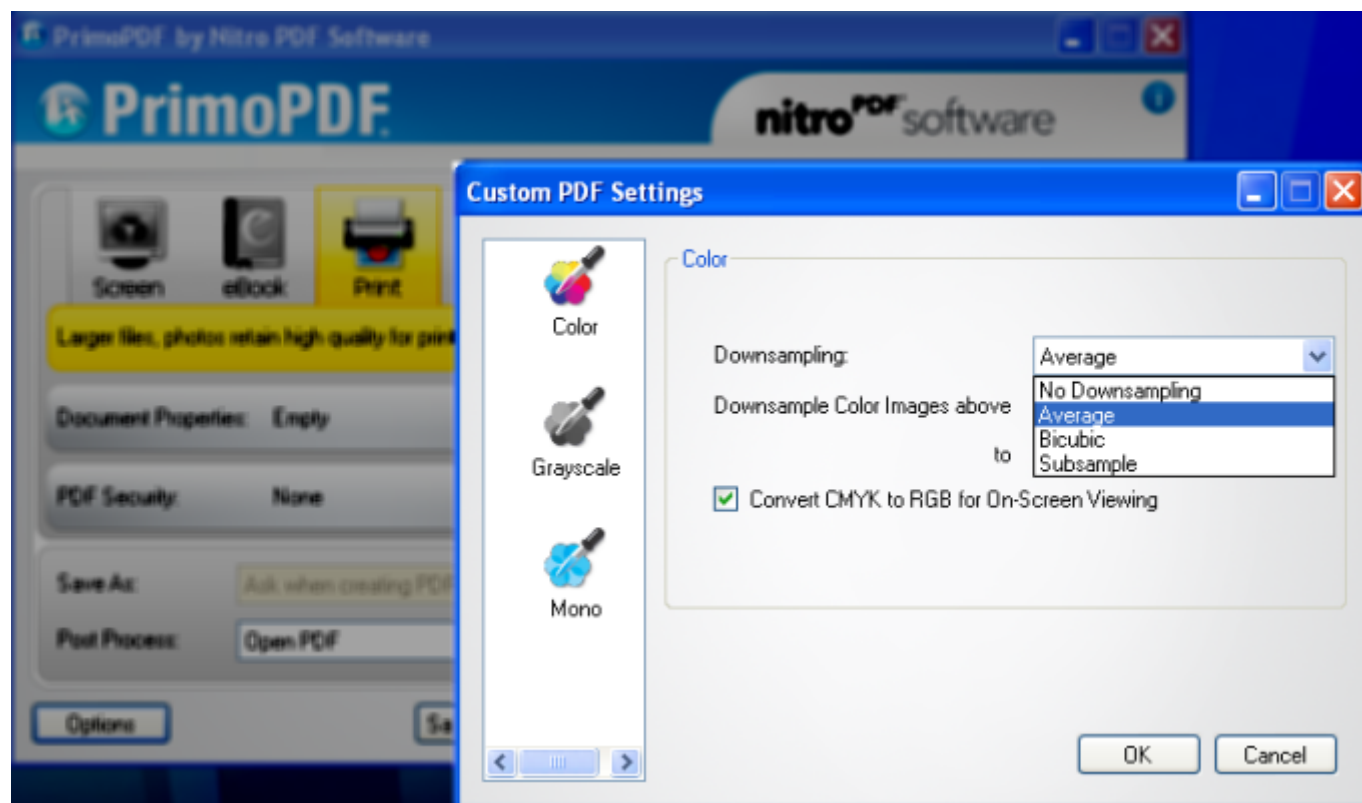 PrimoPDF by Nitro PDF Software
PrimoPDF
nitro PDF software
Screen
eBook
Print
Larger files, photos retain high quality for print
Document Properties: Empty
PDF Security: None
Save As: Ask when creating PDF
Post Process: Open PDF
Options
Sa
Custom PDF Settings
Color
Grayscale
Mono
Color
Downsampling: Average
No Downsampling
Downsample Color Images above
Average
Bicubic
to
Subsample
Convert CMYK to RGB for On-Screen Viewing
OK
Cancel